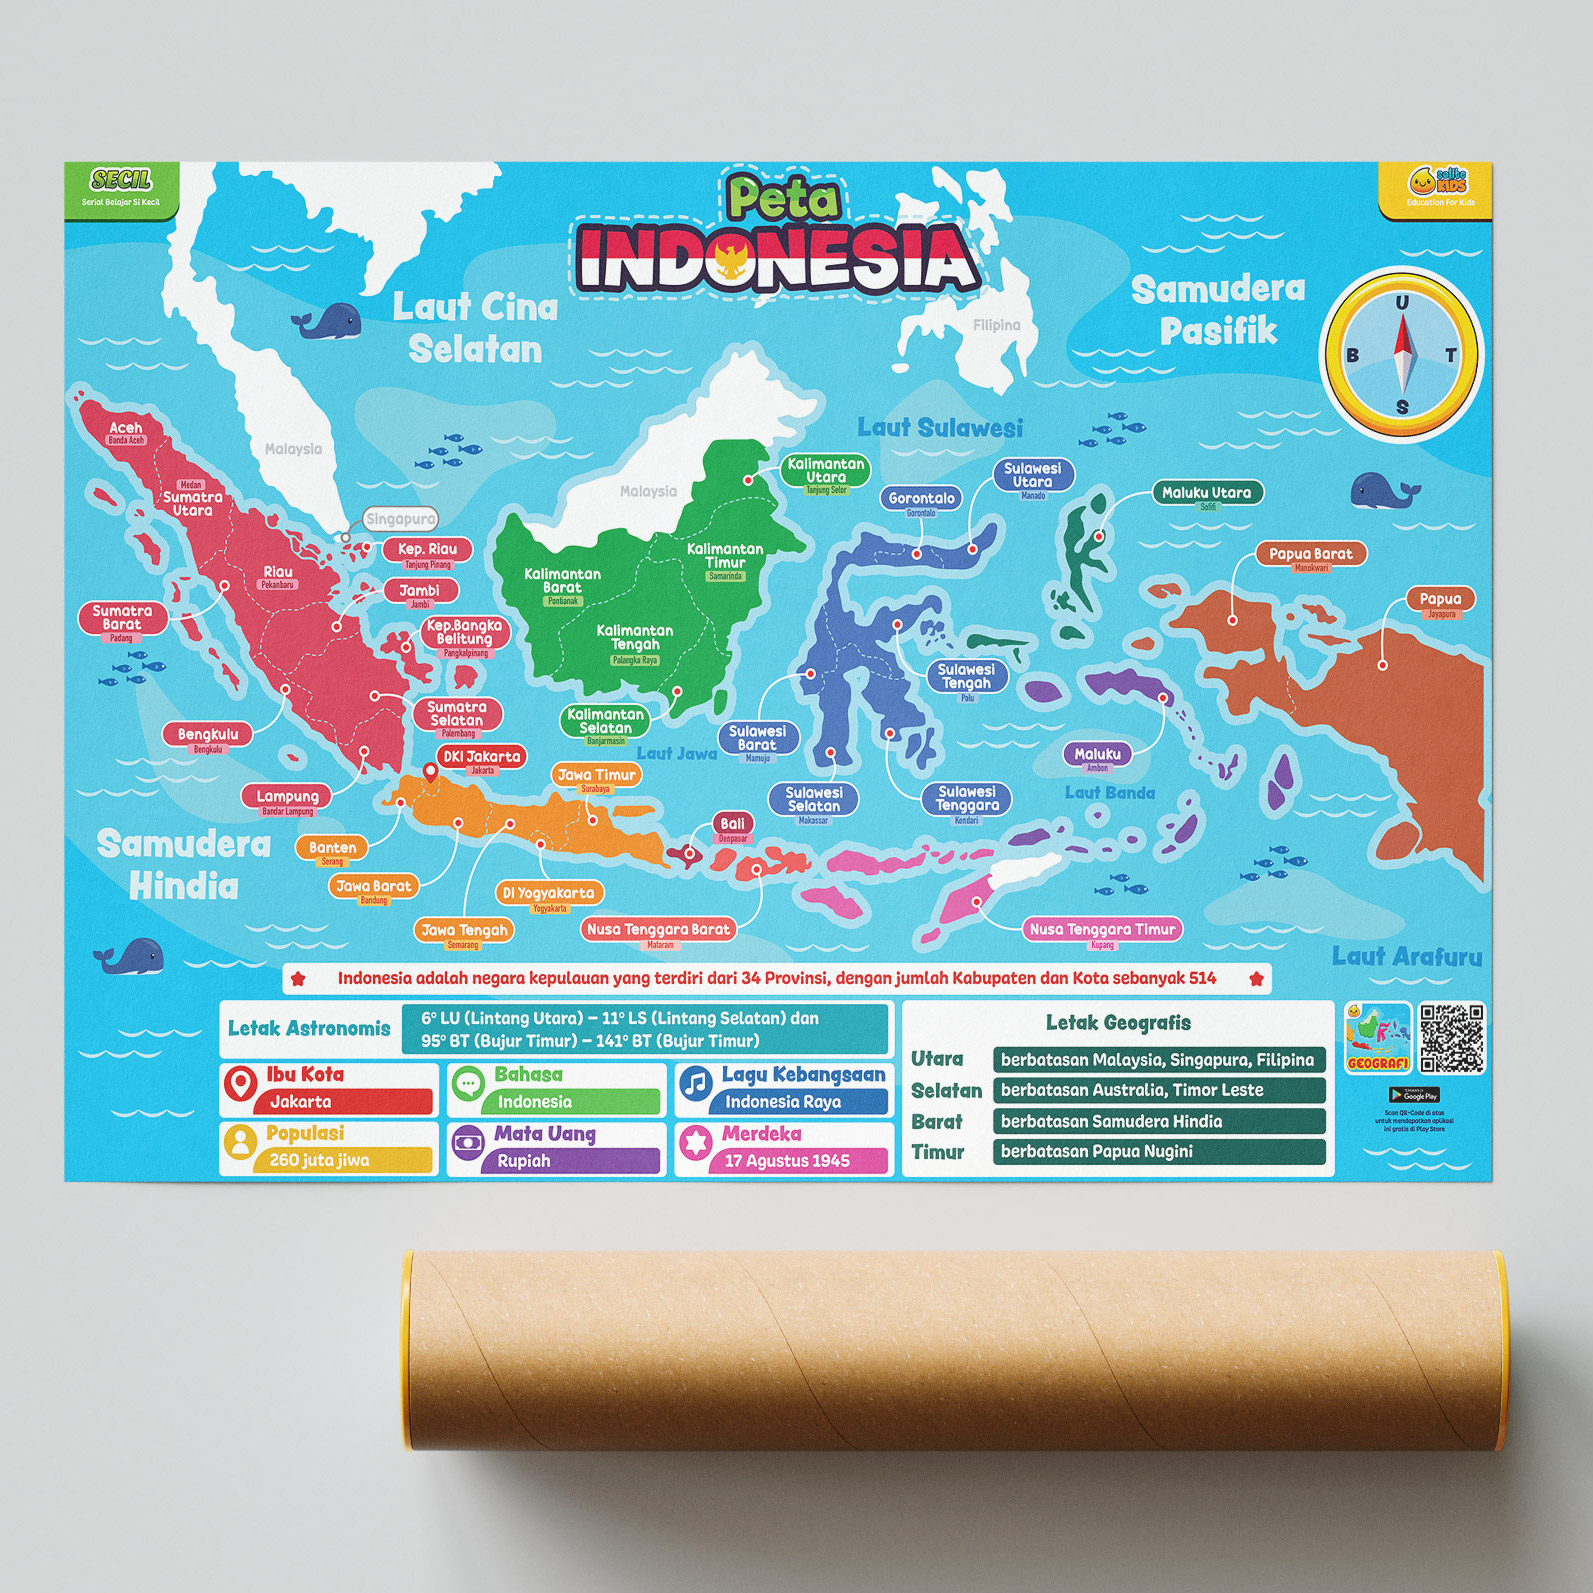 SECIL
Serial Belajar Si Kecil
Peta
INDONESIA
solite
KIDS
Education For Kids
Laut Cina
Selatan
Samudera
Pasifik
Filipina
U
B
T
S
Malaysia
Malaysia
Singapura
Laut Sulawesi
Aceh
Banda Aceh
Medan
Sumatra
Utara
Riau
Pekanbaru
Kep. Riau
Tanjung Pinang
Jambi
Jambi
Sumatra
Barat
Padang
Kep.Bangka
Belitung
Pangkalpinang
Sumatra
Selatan
Palembang
Bengkulu
Bengkulu
Lampung
Bandar Lampung
Kalimantan
Utara
Tanjung Selor
Kalimantan
Timur
Samarinda
Kalimantan
Barat
Pontianak
Kalimantan
Tengah
Palangka Raya
Kalimantan
Selatan
Banjarmasin
Gorontalo
Gorontalo
Sulawesi
Utara
Manado
Sulawesi
Tengah
Palu
Sulawesi
Barat
Mamuju
Sulawesi
Selatan
Makassar
Sulawesi
Tenggara
Kendari
Maluku Utara
Sofifi
Papua Barat
Manokwari
Papua
Jayapura
Maluku
Ambon
Laut Jawa
Laut Banda
DKI Jakarta
Jakarta
Jawa Timur
Surabaya
Bali
Denpasar
Banten
Serang
Jawa Barat
Bandung
DI Yogyakarta
Yogyakarta
Jawa Tengah
Semarang
Nusa Tenggara Barat
Mataram
Nusa Tenggara Timur
Kupang
Samudera
Hindia
Laut Arafuru
Indonesia adalah negara kepulauan yang terdiri dari 34 Provinsi, dengan jumlah Kabupaten dan Kota sebanyak 514
Letak Astronomis
6° LU (Lintang Utara) – 11° LS (Lintang Selatan) dan
95° BT (Bujur Timur) – 141° BT (Bujur Timur)
Ibu Kota
Jakarta
Bahasa
Indonesia
Lagu Kebangsaan
Indonesia Raya
Populasi
260 juta jiwa
Mata Uang
Rupiah
Merdeka
17 Agustus 1945
Letak Geografis
Utara
berbatasan Malaysia, Singapura, Filipina
Selatan
berbatasan Australia, Timor Leste
Barat
berbatasan Samudera Hindia
Timur
berbatasan Papua Nugini
GEOGRAFI
TEMUKAN DI
Google Play
Scan QR-Code di atas
untuk mendapatkan aplikasi
ini gratis di Play Store